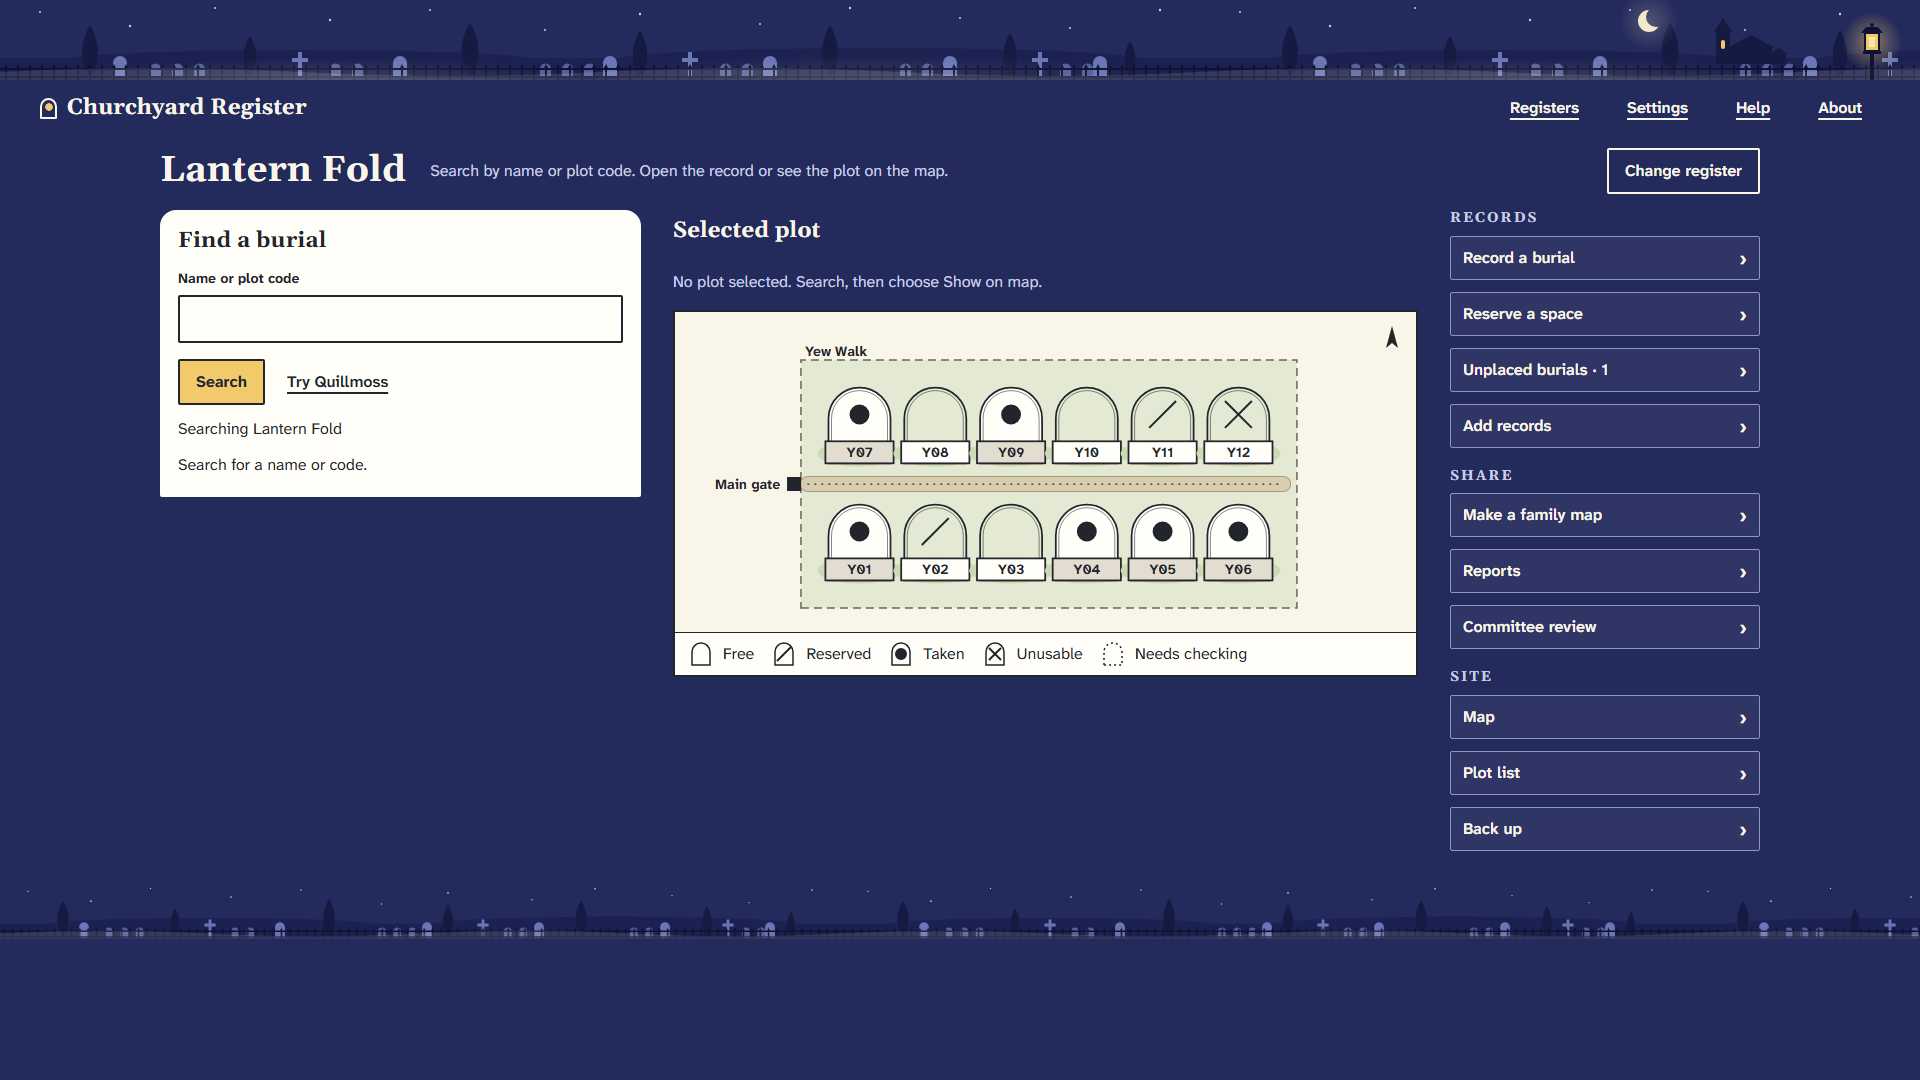 Churchyard Register
Registers
Settings
Help
About
Lantern Fold
Search by name or plot code. Open the record or see the plot on the map.
Change register
Find a burial
Name or plot code
Search
Try Quillmoss
Searching Lantern Fold
Search for a name or code.
Selected plot
No plot selected. Search, then choose Show on map.
Yew Walk
Y07 Y08 Y09 Y10 Y11 Y12
Main gate
Y01 Y02 Y03 Y04 Y05 Y06
Free Reserved Taken Unusable Needs checking
RECORDS
Record a burial ›
Reserve a space ›
Unplaced burials · 1 ›
Add records ›
SHARE
Make a family map ›
Reports ›
Committee review ›
SITE
Map ›
Plot list ›
Back up ›